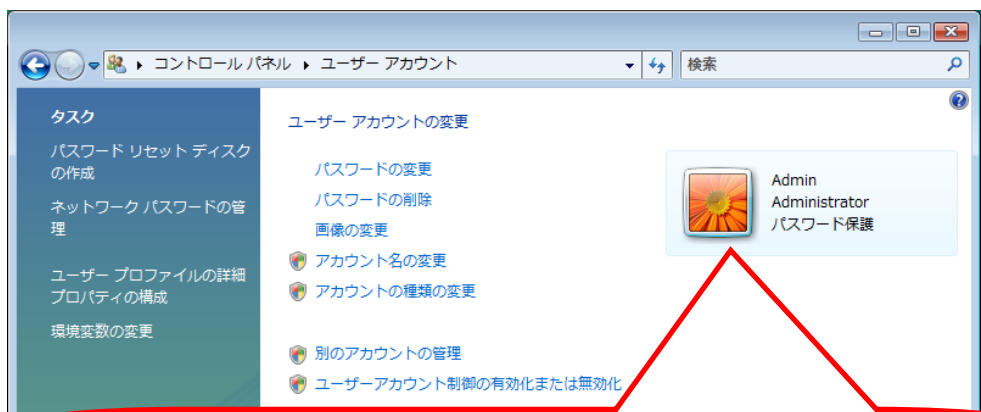 コントロール パネル ▸ ユーザー アカウント
検索
タスク
パスワード リセット ディスク
の作成
ネットワーク パスワードの管
理
ユーザー プロファイルの詳細
プロパティの構成
環境変数の変更
ユーザー アカウントの変更
パスワードの変更
パスワードの削除
画像の変更
アカウント名の変更
アカウントの種類の変更
別のアカウントの管理
ユーザーアカウント制御の有効化または無効化
Admin
Administrator
パスワード保護